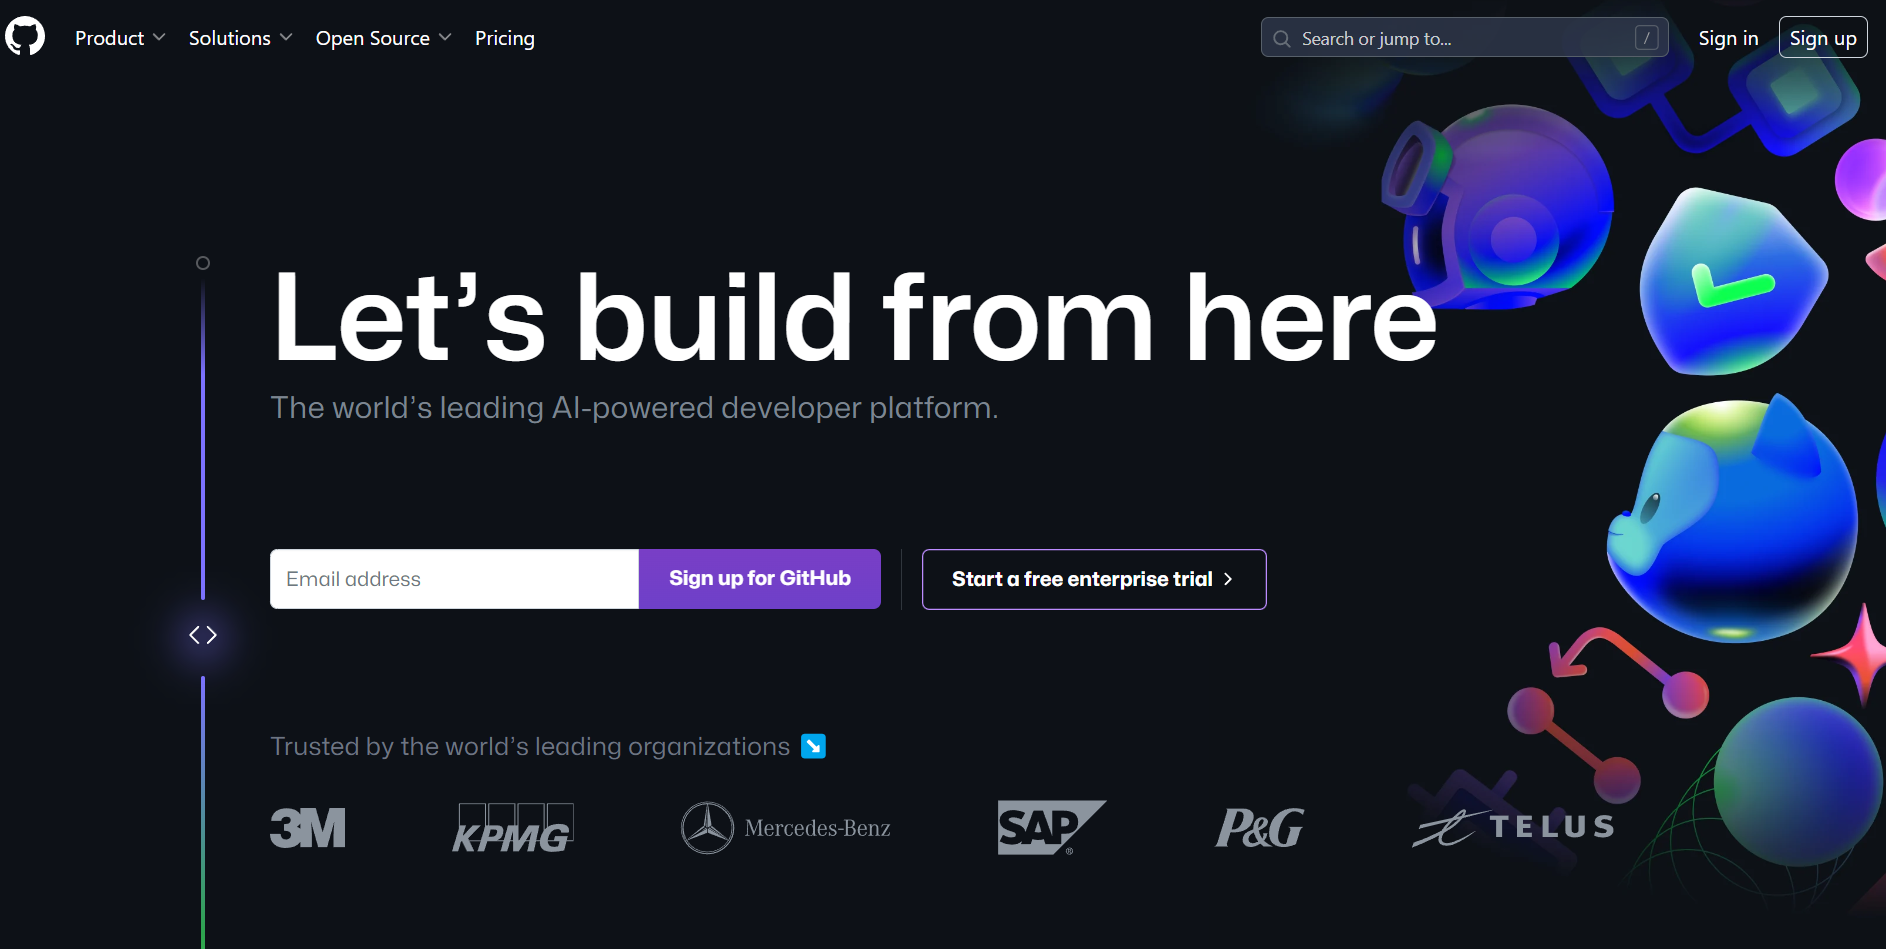 Product Solutions Open Source Pricing Search or jump to... / Sign in Sign up
Let’s build from here
The world’s leading AI-powered developer platform.
Email address Sign up for GitHub Start a free enterprise trial
Trusted by the world’s leading organizations
3M KPMG Mercedes-Benz SAP® P&G TELUS